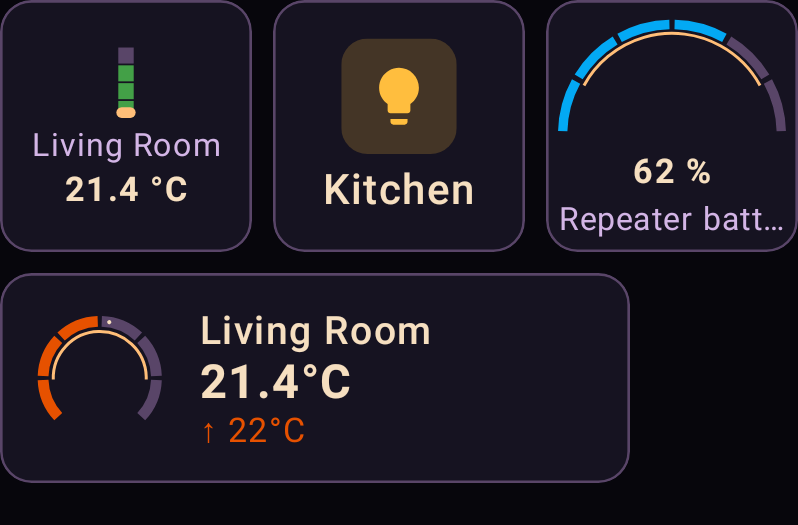 Living Room
21.4 °C
Kitchen
62 %
Repeater batt…
Living Room
21.4°C
↑ 22°C